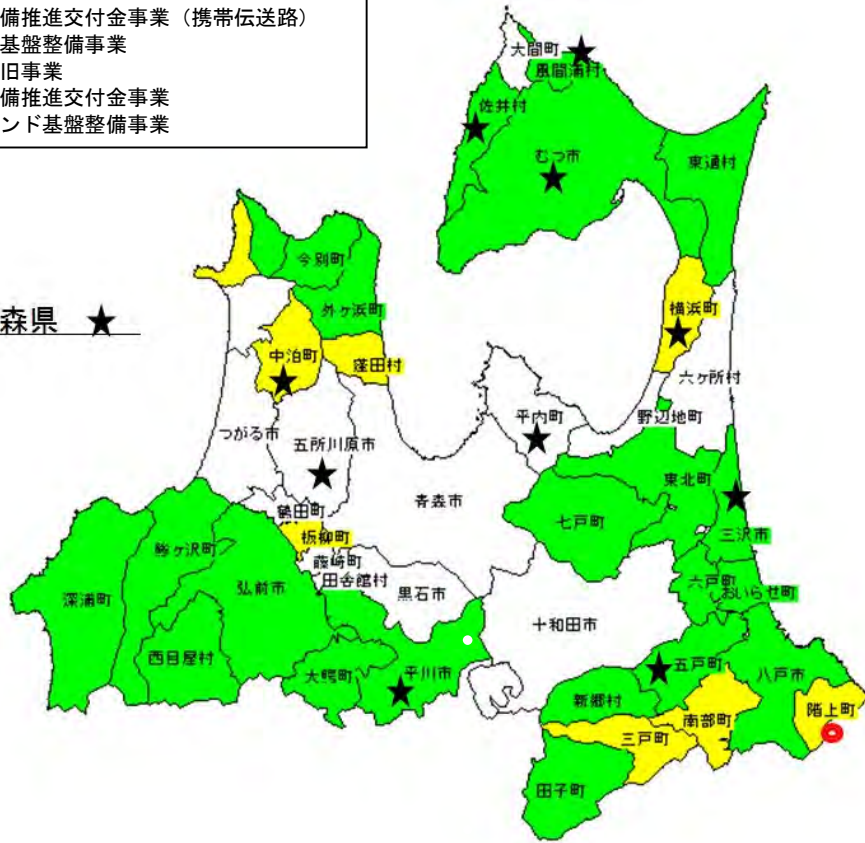 備推進交付金事業（携帯伝送路）
基盤整備事業
旧事業
備推進交付金事業
ンド基盤整備事業
大間町
風間浦村
佐井村
むつ市
東通村
今別町
外ヶ浜町
横浜町
森県 ★
中泊町
蓬田村
六ヶ所村
平内町
野辺地町
つがる市
五所川原市
東北町
青森市
鶴田町
七戸町
板柳町
三沢市
鰺ヶ沢町
藤崎町
田舎館村
六戸町
おいらせ町
弘前市
黒石市
深浦町
十和田市
西目屋村
大鰐町
平川市
五戸町
八戸市
新郷村
南部町
階上町
三戸町
田子町